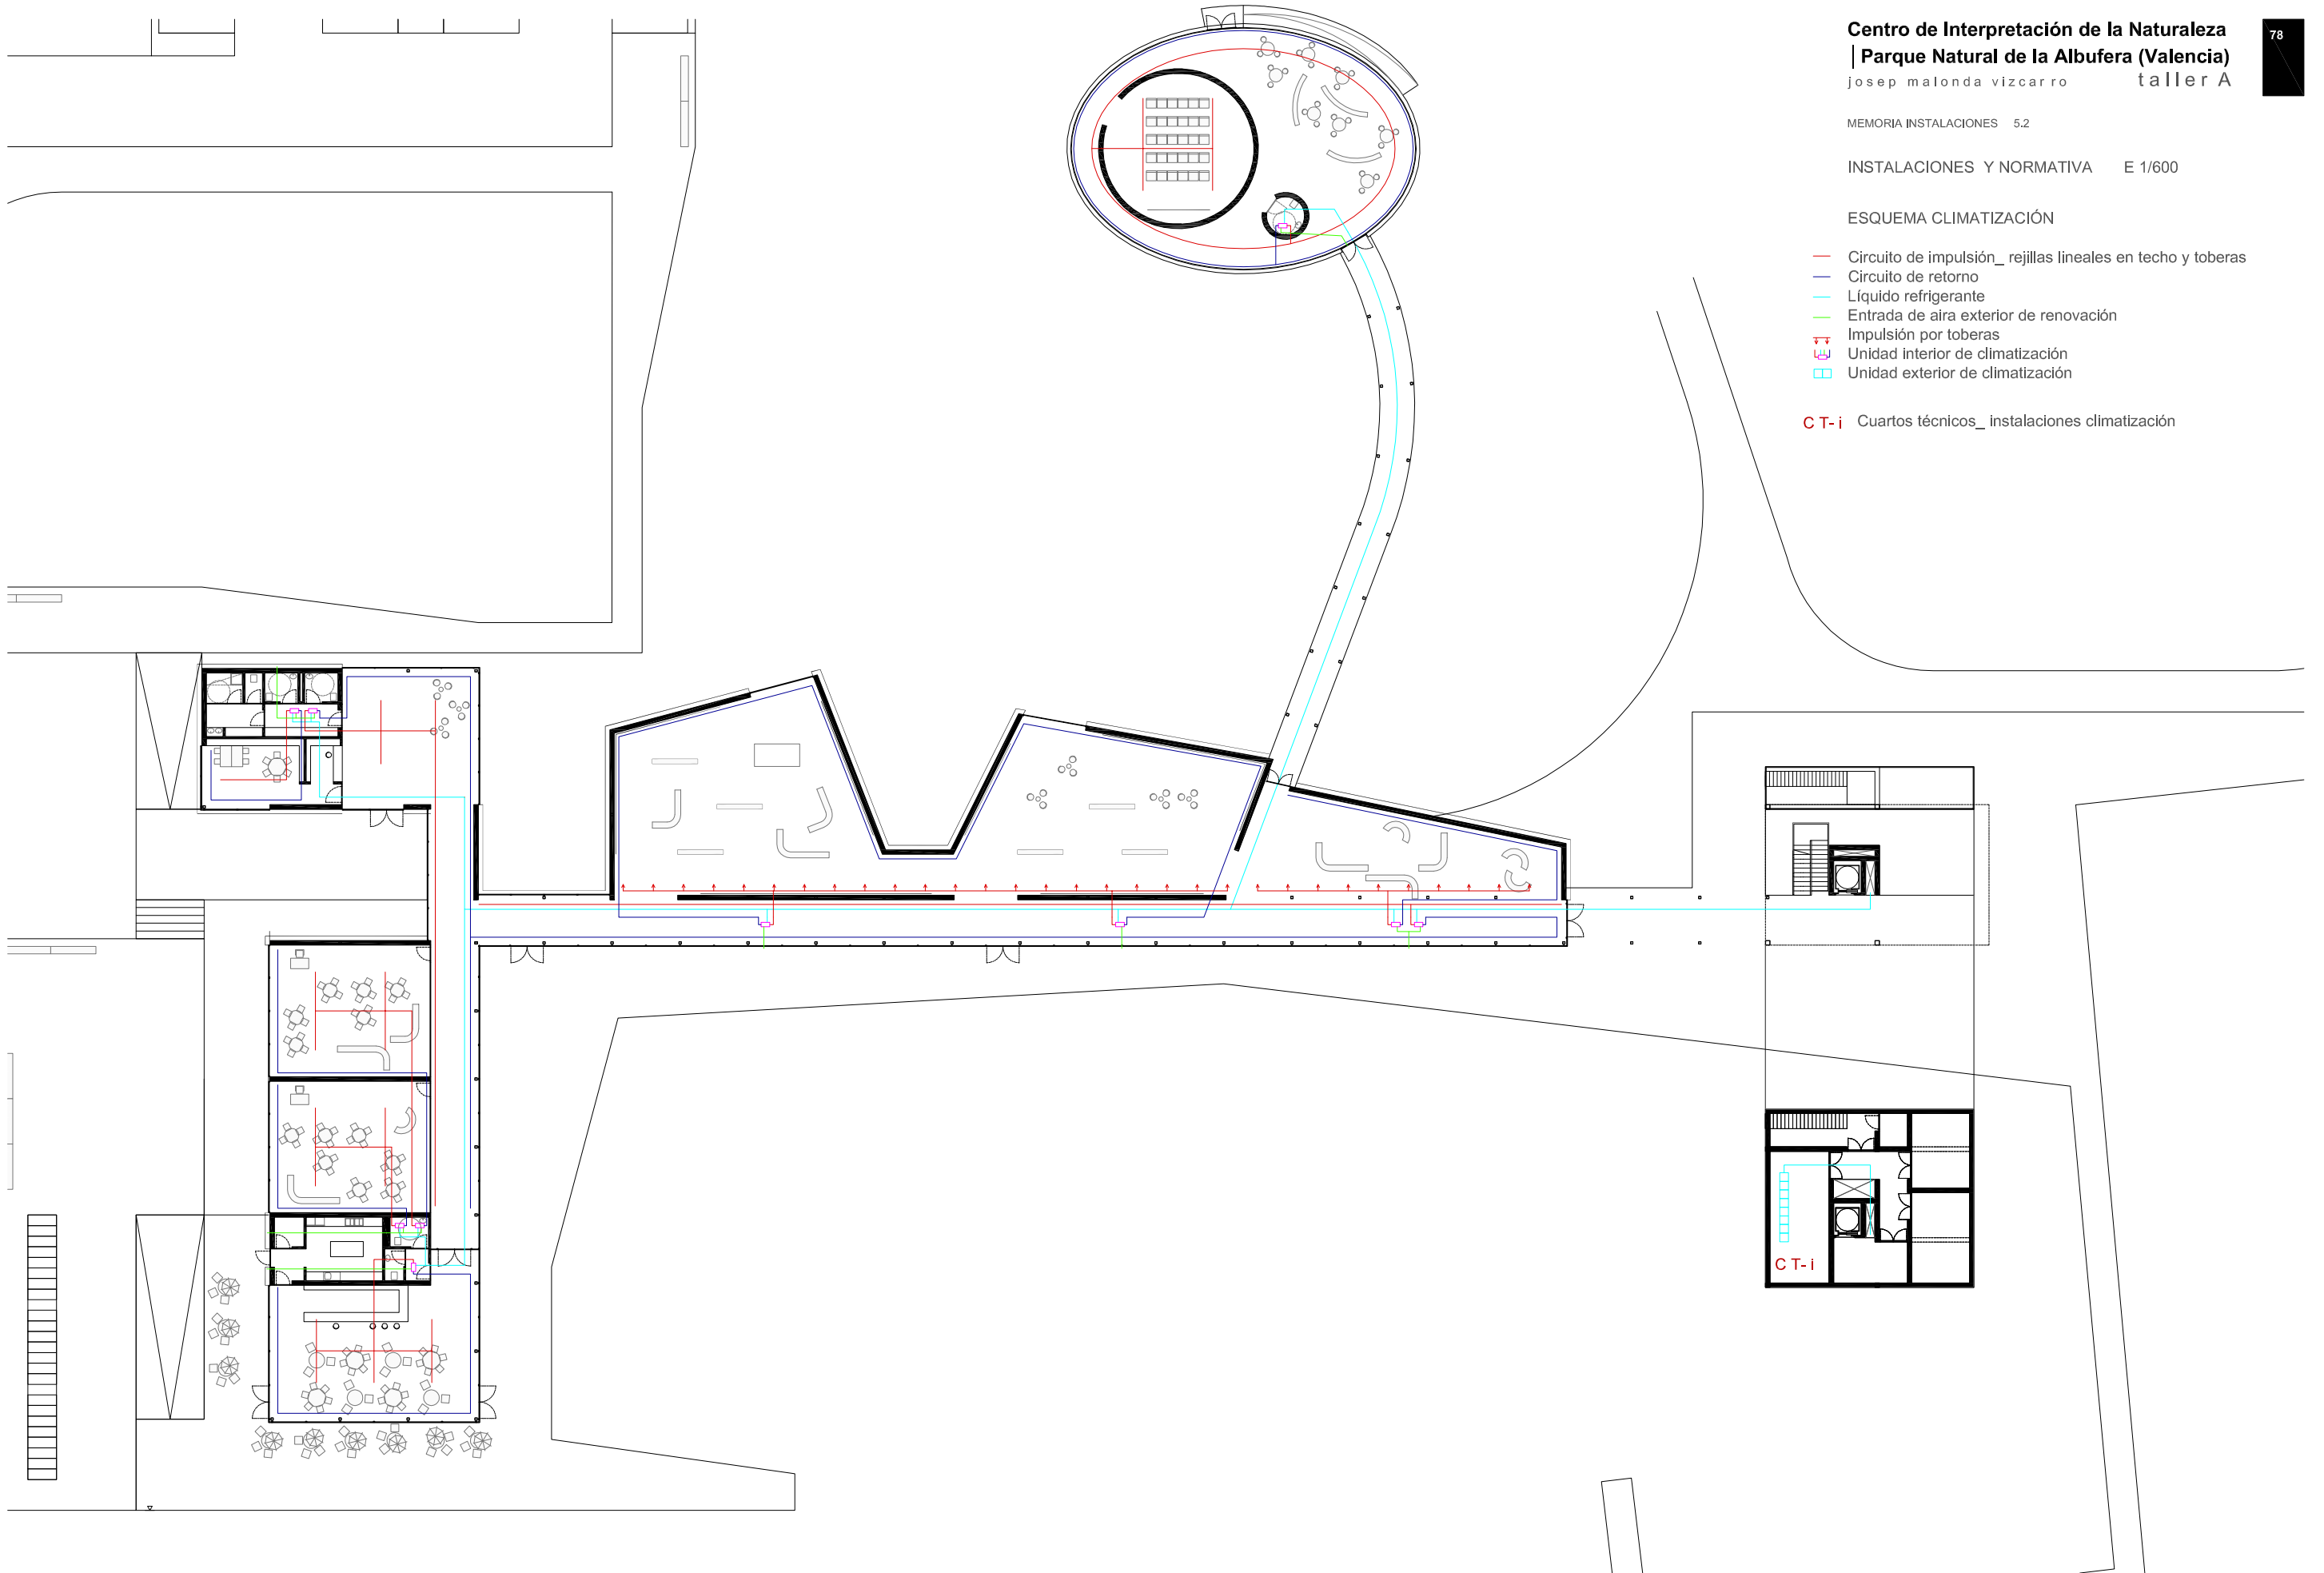 Centro de Interpretación de la Naturaleza
78
| Parque Natural de la Albufera (Valencia)
josep malonda vizcarro taller A
MEMORIA INSTALACIONES 5.2
INSTALACIONES Y NORMATIVA E 1/600
ESQUEMA CLIMATIZACIÓN
Circuito de impulsión_ rejillas lineales en techo y toberas
Circuito de retorno
Líquido refrigerante
Entrada de aira exterior de renovación
Impulsión por toberas
Unidad interior de climatización
Unidad exterior de climatización
C T- i Cuartos técnicos_ instalaciones climatización
C T- i